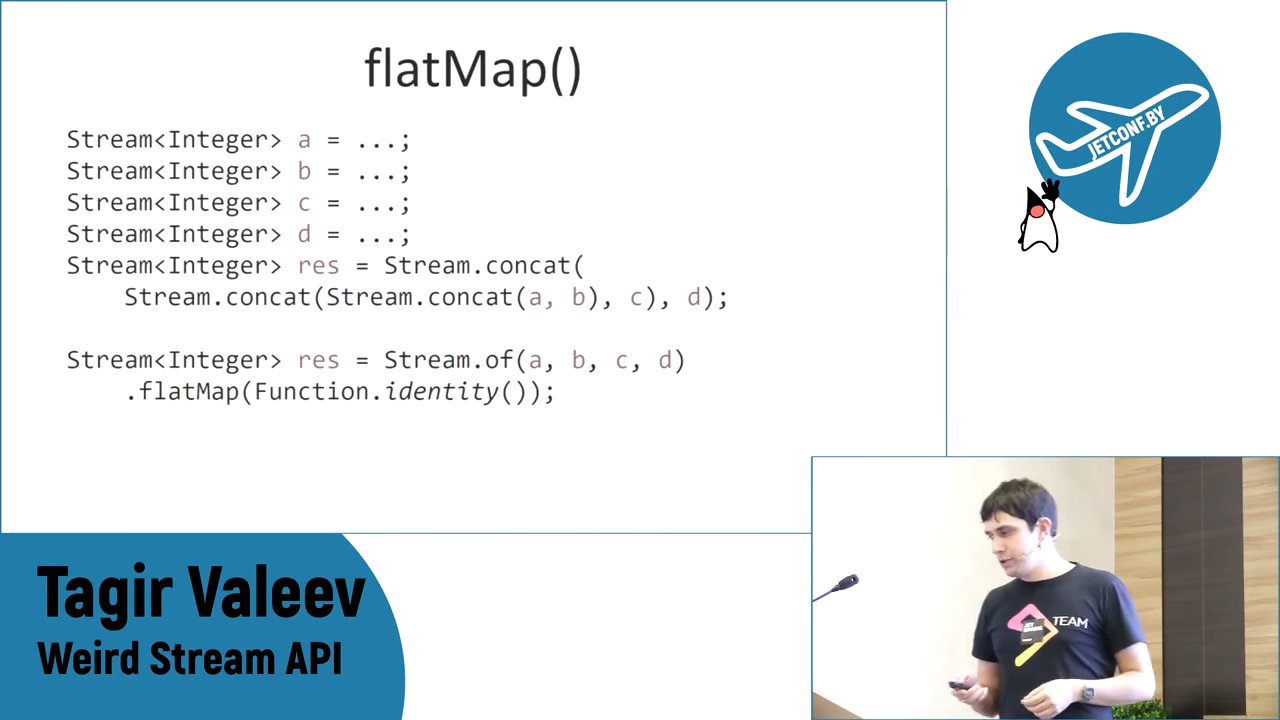 flatMap()
Stream<Integer> a = ...;
Stream<Integer> b = ...;
Stream<Integer> c = ...;
Stream<Integer> d = ...;
Stream<Integer> res = Stream.concat(
Stream.concat(Stream.concat(a, b), c), d);
Stream<Integer> res = Stream.of(a, b, c, d)
.flatMap(Function.identity());
JETCONF.BY
Tagir Valeev
Weird Stream API
TEAM